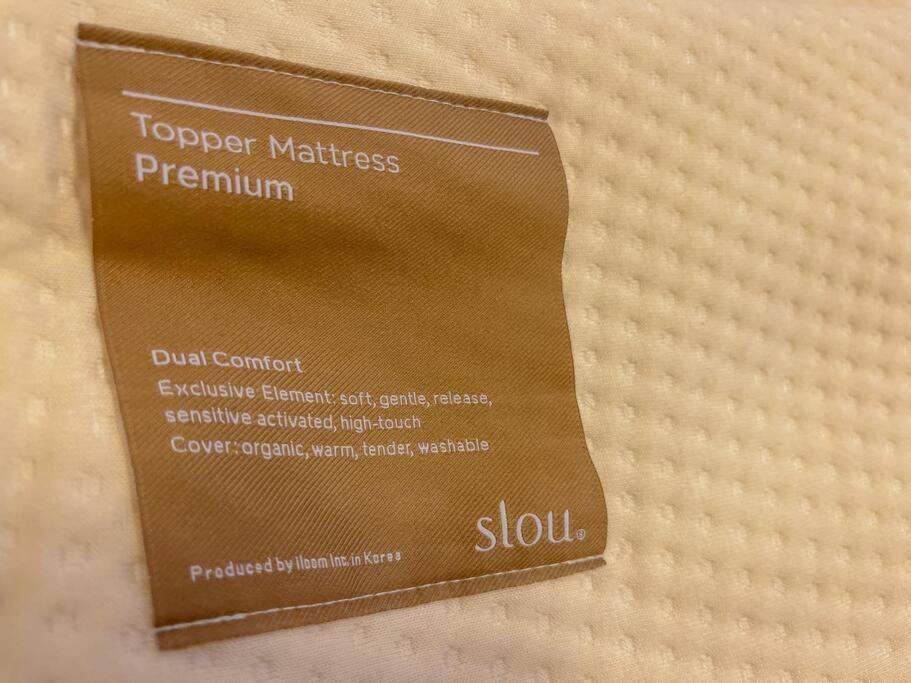 Topper Mattress
Premium
Dual Comfort
Exclusive Element: soft, gentle, release,
sensitive activated, high-touch
Cover: organic, warm, tender, washable
slou®
Produced by iloom Inc. in Korea